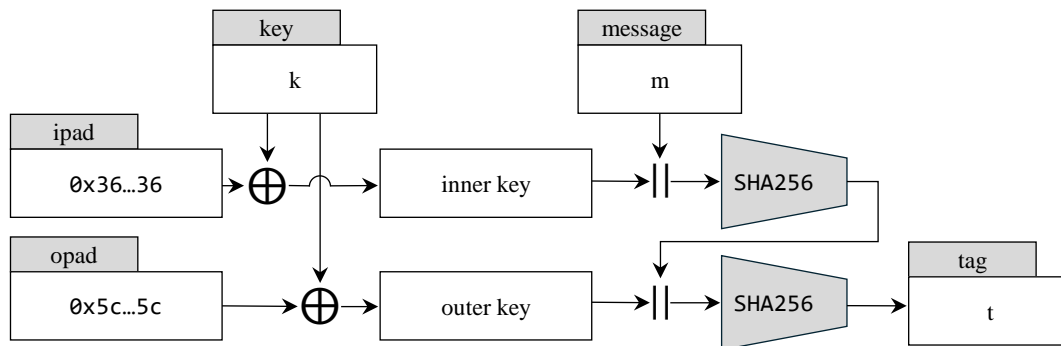 key
message
k
m
ipad
0x36…36
inner key
SHA256
opad
tag
0x5c…5c
outer key
SHA256
t